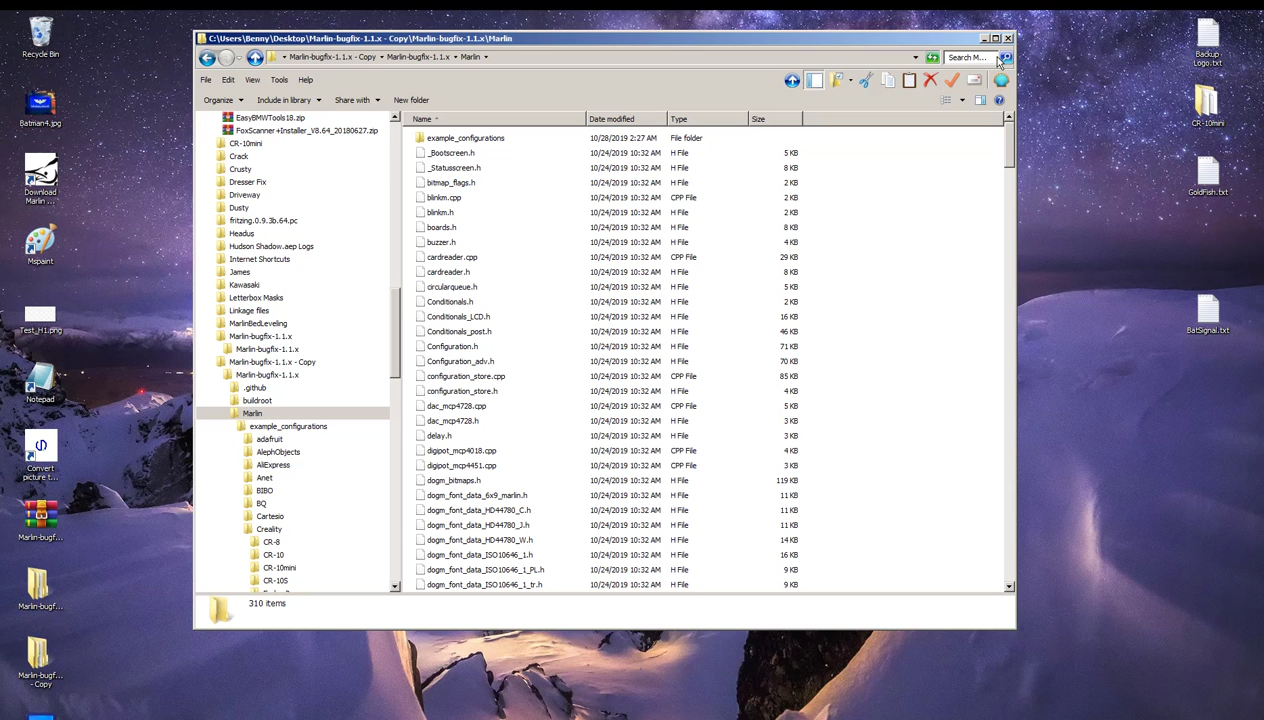 Recycle Bin
Batman4.jpg
Download
Marlin ...
Mspaint
Test_H1.png
Notepad
Convert
picture t...
Marlin-bugf...
Marlin-bugf...
Marlin-bugf...
- Copy
C:\Users\Benny\Desktop\Marlin-bugfix-1.1.x - Copy\Marlin-bugfix-1.1.x\Marlin
Marlin-bugfix-1.1.x - Copy Marlin-bugfix-1.1.x Marlin
Search M...
File Edit View Tools Help
Organize Include in library Share with New folder
EasyBMWTools18.zip
FoxScanner+Installer_V8.64_20180627.zip
CR-10mini
Crack
Crusty
Dresser Fix
Driveway
Dusty
fritzing.0.9.3b.64.pc
Headus
Hudson Shadow.aep Logs
Internet Shortcuts
James
Kawasaki
Letterbox Masks
Linkage files
MarlinBedLeveling
Marlin-bugfix-1.1.x
Marlin-bugfix-1.1.x
Marlin-bugfix-1.1.x - Copy
Marlin-bugfix-1.1.x
.github
buildroot
Marlin
example_configurations
adafruit
AlephObjects
AliExpress
Anet
BIBO
BQ
Cartesio
Creality
CR-8
CR-10
CR-10mini
CR-10S
Name Date modified Type Size
example_configurations 10/28/2019 2:27 AM File folder
_Bootscreen.h 10/24/2019 10:32 AM H File 5 KB
_Statusscreen.h 10/24/2019 10:32 AM H File 8 KB
bitmap_flags.h 10/24/2019 10:32 AM H File 2 KB
blinkm.cpp 10/24/2019 10:32 AM CPP File 2 KB
blinkm.h 10/24/2019 10:32 AM H File 2 KB
boards.h 10/24/2019 10:32 AM H File 8 KB
buzzer.h 10/24/2019 10:32 AM H File 4 KB
cardreader.cpp 10/24/2019 10:32 AM CPP File 29 KB
cardreader.h 10/24/2019 10:32 AM H File 8 KB
circularqueue.h 10/24/2019 10:32 AM H File 5 KB
Conditionals.h 10/24/2019 10:32 AM H File 2 KB
Conditionals_LCD.h 10/24/2019 10:32 AM H File 16 KB
Conditionals_post.h 10/24/2019 10:32 AM H File 46 KB
Configuration.h 10/24/2019 10:32 AM H File 71 KB
Configuration_adv.h 10/24/2019 10:32 AM H File 70 KB
configuration_store.cpp 10/24/2019 10:32 AM CPP File 85 KB
configuration_store.h 10/24/2019 10:32 AM H File 4 KB
dac_mcp4728.cpp 10/24/2019 10:32 AM CPP File 5 KB
dac_mcp4728.h 10/24/2019 10:32 AM H File 3 KB
delay.h 10/24/2019 10:32 AM H File 3 KB
digipot_mcp4018.cpp 10/24/2019 10:32 AM CPP File 4 KB
digipot_mcp4451.cpp 10/24/2019 10:32 AM CPP File 3 KB
dogm_bitmaps.h 10/24/2019 10:32 AM H File 119 KB
dogm_font_data_6x9_marlin.h 10/24/2019 10:32 AM H File 11 KB
dogm_font_data_HD44780_C.h 10/24/2019 10:32 AM H File 11 KB
dogm_font_data_HD44780_J.h 10/24/2019 10:32 AM H File 11 KB
dogm_font_data_HD44780_W.h 10/24/2019 10:32 AM H File 14 KB
dogm_font_data_ISO10646_1.h 10/24/2019 10:32 AM H File 16 KB
dogm_font_data_ISO10646_1_PL.h 10/24/2019 10:32 AM H File 9 KB
dogm_font_data_ISO10646_1_tr.h 10/24/2019 10:32 AM H File 9 KB
310 items
Backup
Logo.txt
CR-10mini
GoldFish.txt
BatSignal.txt